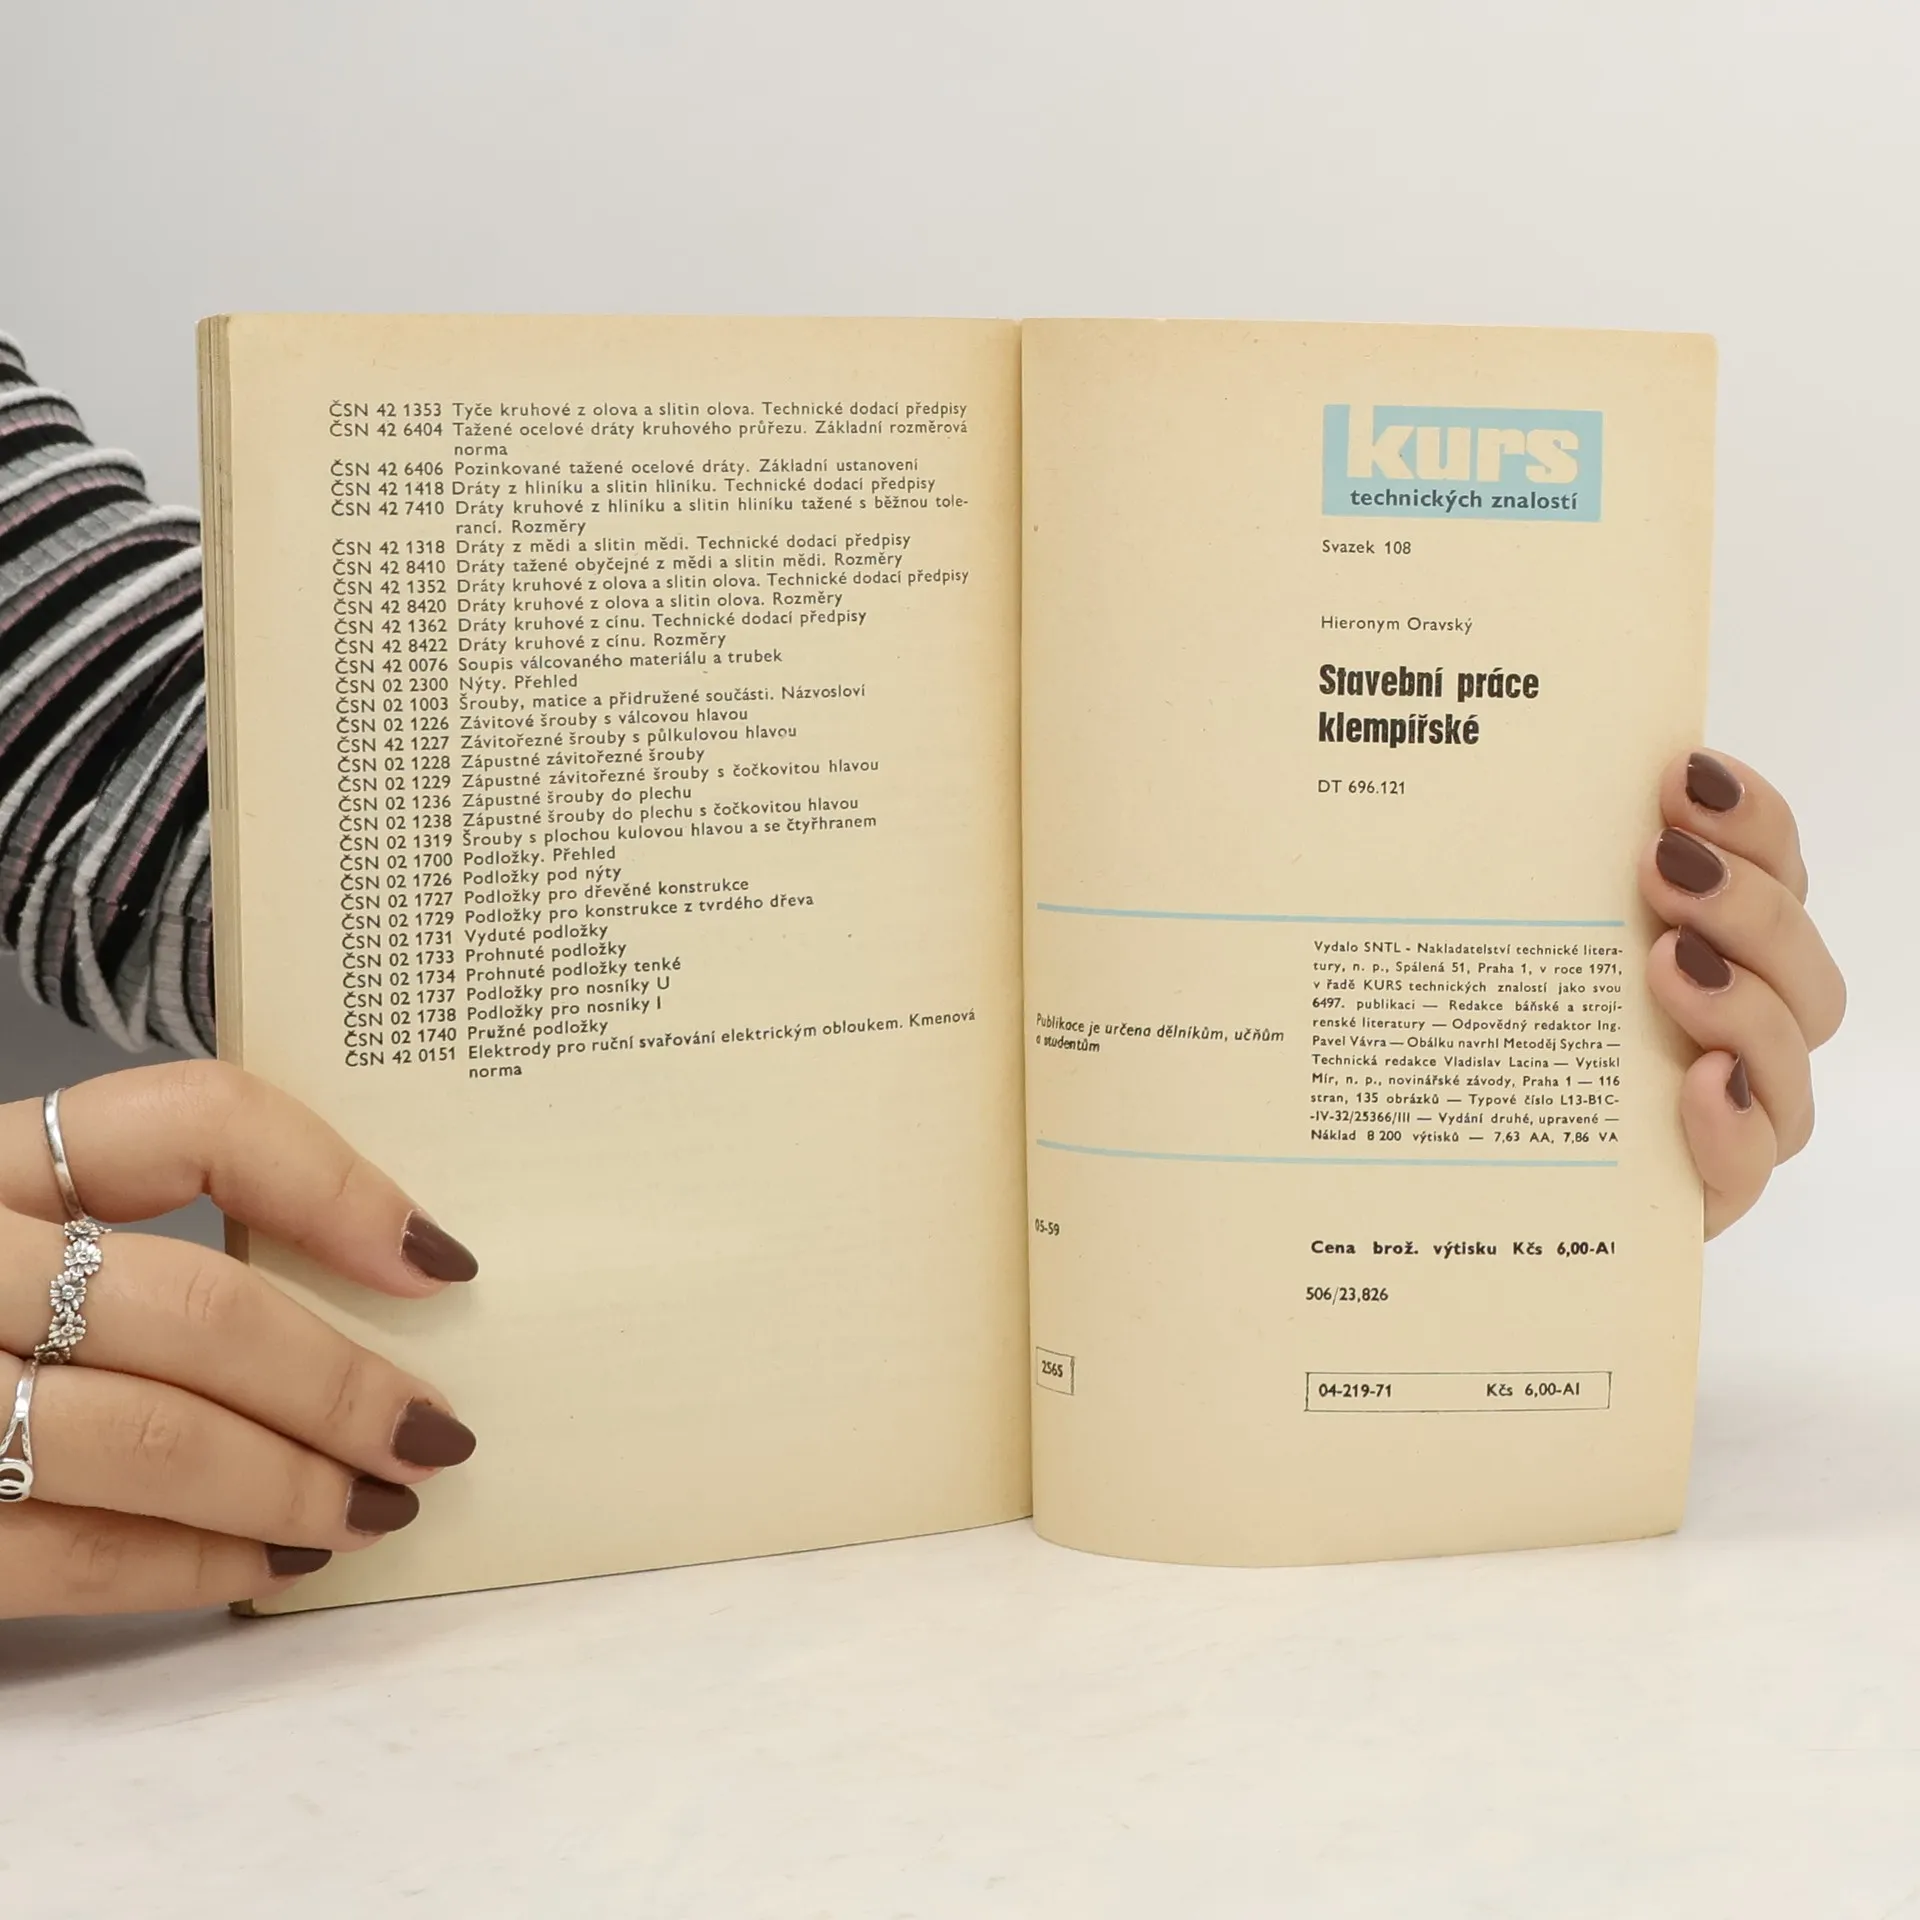 ČSN 42 1353 Tyče kruhové z olova a slitin olova. Technické dodací předpisy
ČSN 42 6404 Tažené ocelové dráty kruhového průřezu. Základní rozměrová
norma
ČSN 42 6406 Pozinkované tažené ocelové dráty. Základní ustanovení
ČSN 42 1418 Dráty z hliníku a slitin hliníku. Technické dodací předpisy
ČSN 42 7410 Dráty kruhové z hliníku a slitin hliníku tažené s běžnou tole-
rancí. Rozměry
ČSN 42 1318 Dráty z mědi a slitin mědi. Technické dodací předpisy
ČSN 42 8410 Dráty tažené obyčejné z mědi a slitin mědi. Rozměry
ČSN 42 1352 Dráty kruhové z olova a slitin olova. Technické dodací předpisy
ČSN 42 8420 Dráty kruhové z olova a slitin olova. Rozměry
ČSN 42 1362 Dráty kruhové z cínu. Technické dodací předpisy
ČSN 42 8422 Dráty kruhové z cínu. Rozměry
ČSN 42 0076 Soupis válcovaného materiálu a trubek
ČSN 02 2300 Nýty. Přehled
ČSN 02 1003 Šrouby, matice a přidružené součásti. Názvosloví
ČSN 02 1226 Závitové šrouby s válcovou hlavou
ČSN 42 1227 Závitořezné šrouby s půlkulovou hlavou
ČSN 02 1228 Zápustné závitořezné šrouby
ČSN 02 1229 Zápustné závitořezné šrouby s čočkovitou hlavou
ČSN 02 1236 Zápustné šrouby do plechu
ČSN 02 1238 Zápustné šrouby do plechu s čočkovitou hlavou
ČSN 02 1319 Šrouby s plochou kulovou hlavou a se čtyřhranem
ČSN 02 1700 Podložky. Přehled
ČSN 02 1726 Podložky pod nýty
ČSN 02 1727 Podložky pro dřevěné konstrukce
ČSN 02 1729 Podložky pro konstrukce z tvrdého dřeva
ČSN 02 1731 Vyduté podložky
ČSN 02 1733 Prohnuté podložky
ČSN 02 1734 Prohnuté podložky tenké
ČSN 02 1737 Podložky pro nosníky U
ČSN 02 1738 Podložky pro nosníky I
ČSN 02 1740 Pružné podložky
ČSN 42 0151 Elektrody pro ruční svařování elektrickým obloukem. Kmenová
norma
kurs
technických znalostí
Svazek 108
Hieronym Oravský
Stavební práce
klempířské
DT 696.121
Publikace je určena dělníkům, učňům
a studentům
Vydalo SNTL - Nakladatelství technické litera-
tury, n. p., Spálená 51, Praha 1, v roce 1971,
v řadě KURS technických znalostí jako svou
6497. publikaci — Redakce báňské a strojí-
renské literatury — Odpovědný redaktor Ing.
Pavel Vávra — Obálku navrhl Metoděj Sychra —
Technická redakce Vladislav Lacina — Vytiskl
Mír, n. p., novinářské závody, Praha 1 — 116
stran, 135 obrázků — Typové číslo L13-B1C-
-IV-32/25366/III — Vydání druhé, upravené —
Náklad 8 200 výtisků — 7,63 AA, 7,86 VA
05-59
Cena brož. výtisku Kčs 6,00-AI
506/23,826
2565
04-219-71 Kčs 6,00-AI